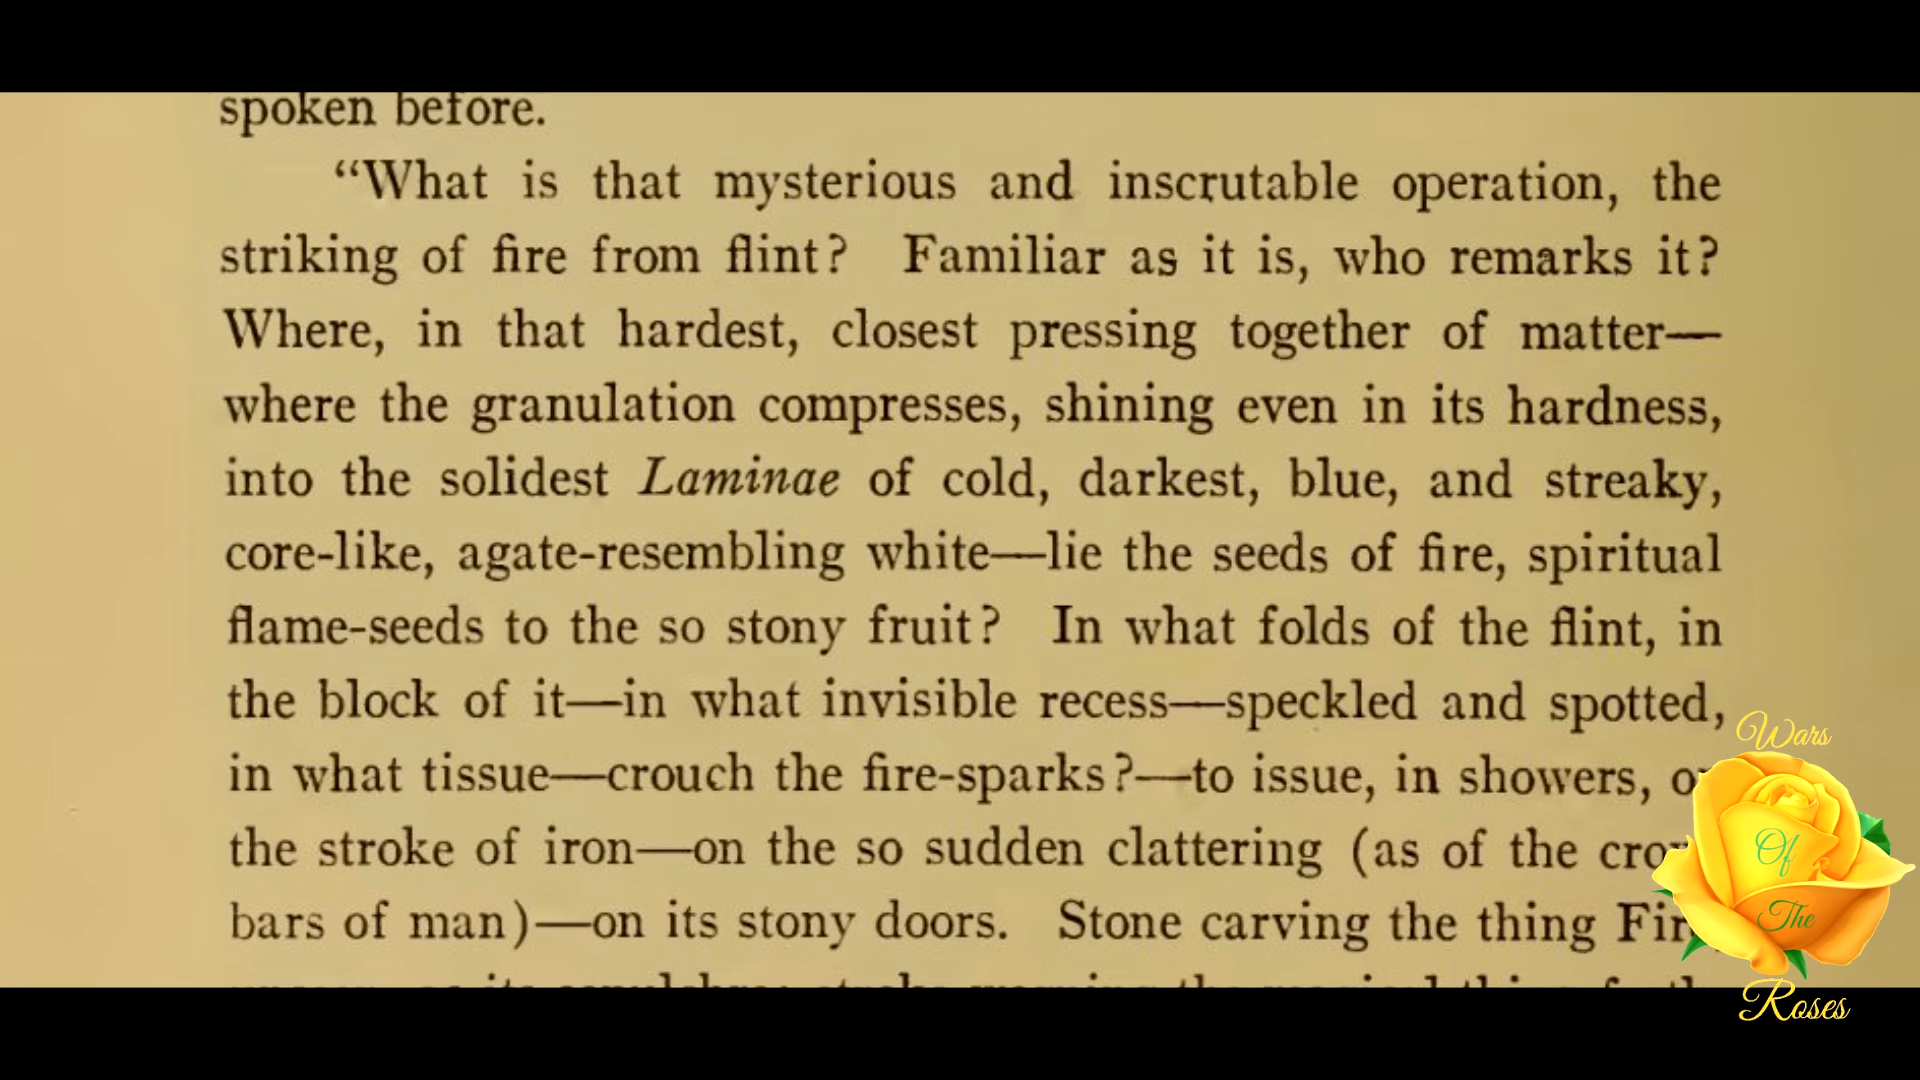 spoken before.
“What is that mysterious and inscrutable operation, the
striking of fire from flint? Familiar as it is, who remarks it?
Where, in that hardest, closest pressing together of matter—
where the granulation compresses, shining even in its hardness,
into the solidest Laminae of cold, darkest, blue, and streaky,
core-like, agate-resembling white—lie the seeds of fire, spiritual
flame-seeds to the so stony fruit? In what folds of the flint, in
the block of it—in what invisible recess—speckled and spotted,
in what tissue—crouch the fire-sparks?—to issue, in showers,
the stroke of iron—on the so sudden clattering (as of the
bars of man)—on its stony doors. Stone carving the thing
Wars
Of
The
Roses